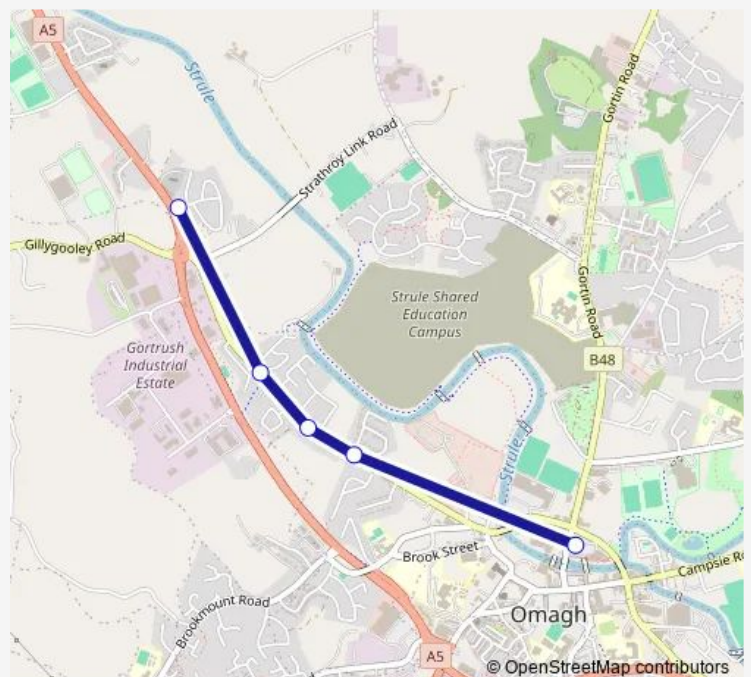 A5
Strule
Gortin Road
Strathroy Link Road
Gillygooley Road
Strule Shared
Education
Campus
Gortin Road
Gortrush
Industrial
Estate
B48
Strule
Brook Street
Campsie Ro
Brookmount Road
Omagh
A5
© OpenStreetMap contributors